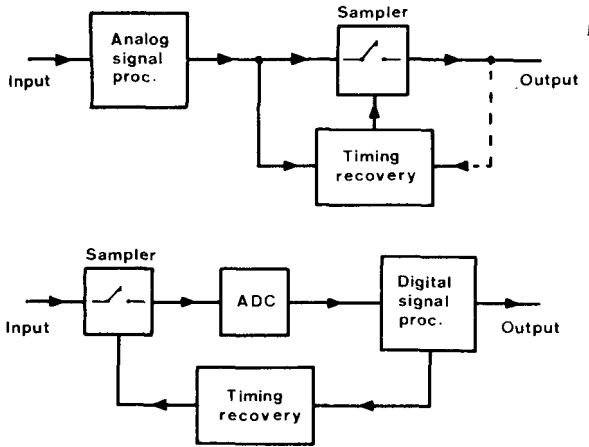 Sampler
Analog
signal
proc.
Input
Output
Timing
recovery
Sampler
Digital
signal
proc.
ADC
Input
Output
Timing
recovery